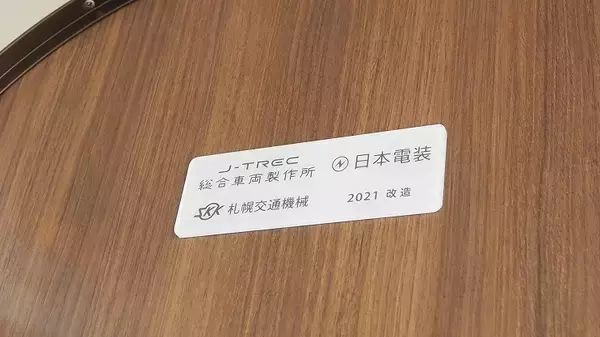 J-TREC
総合車両製作所
日本電装
SKK 札幌交通機械
2021 改造